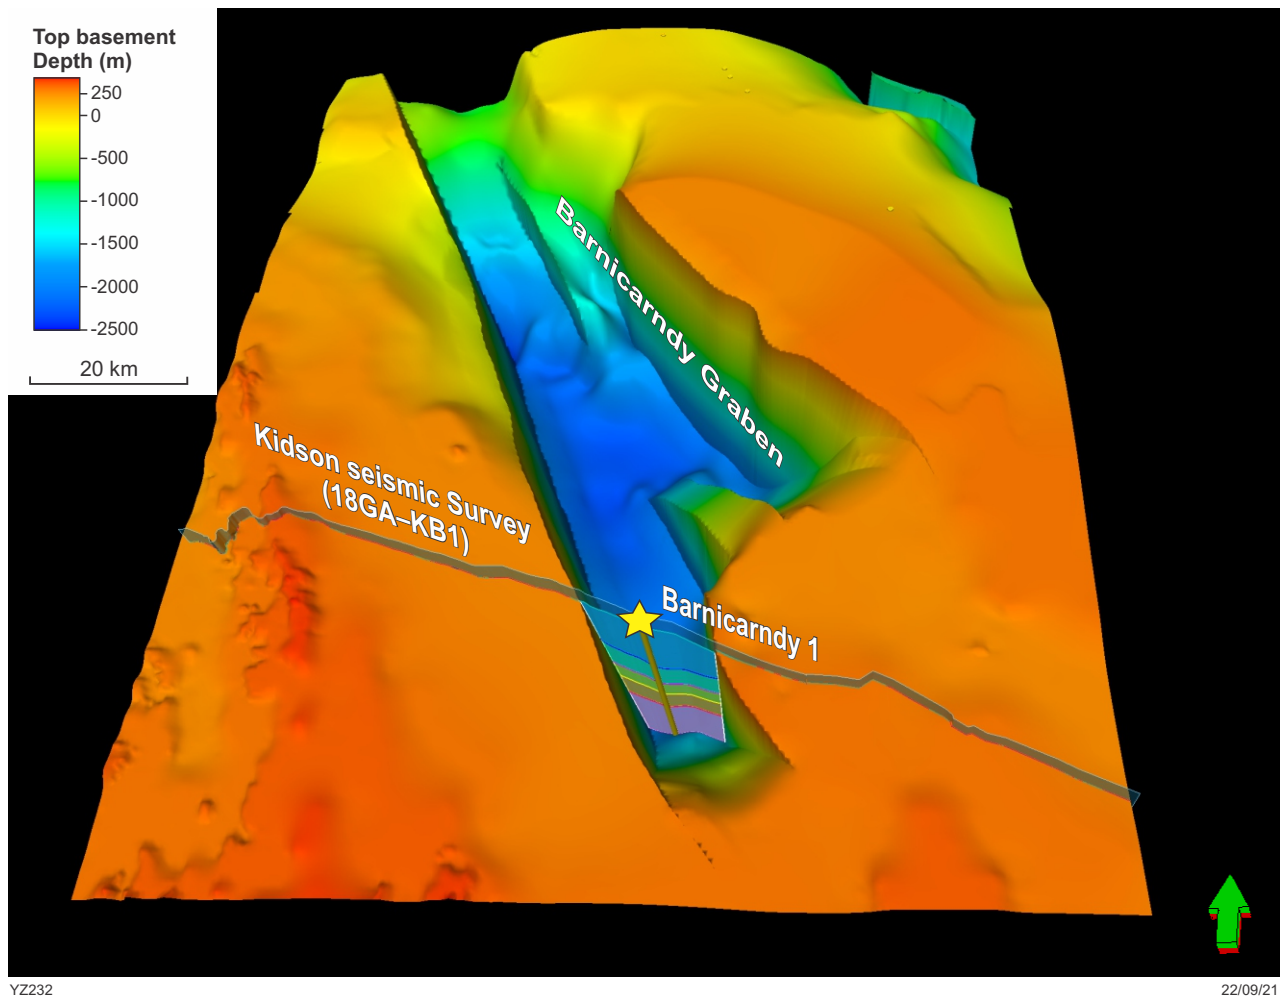 Top basement
Depth (m)
250
0
-500
-1000
-1500
-2000
-2500
20 km
Barnicarndy Graben
Kidson seismic Survey
(18GA–KB1)
Barnicarndy 1
YZ232
22/09/21